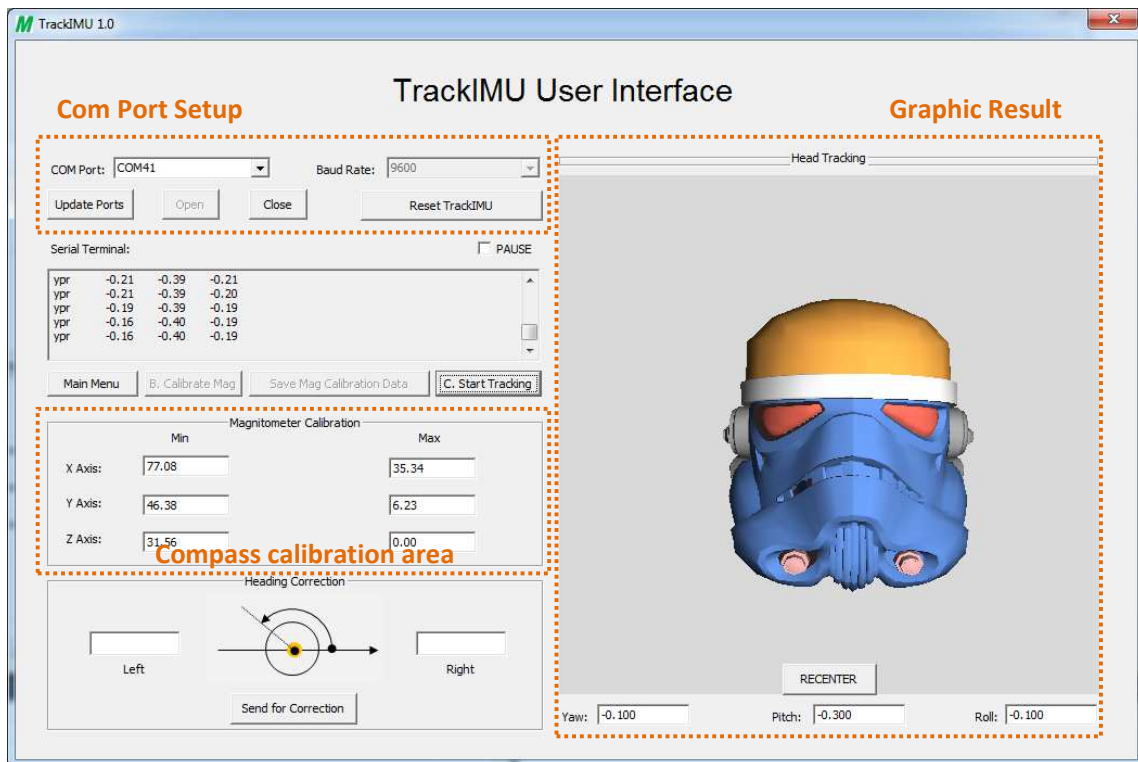 M TrackIMU 1.0
TrackIMU User Interface
Com Port Setup
Graphic Result
COM Port: COM41 Baud Rate: 9600
Update Ports Open Close Reset TrackIMU
Serial Terminal: PAUSE
ypr -0.21 -0.39 -0.21
ypr -0.21 -0.39 -0.20
ypr -0.19 -0.39 -0.19
ypr -0.16 -0.40 -0.19
ypr -0.16 -0.40 -0.19
Main Menu B. Calibrate Mag Save Mag Calibration Data C. Start Tracking
Magnitometer Calibration
Min Max
X Axis: 77.08 35.34
Y Axis: 46.38 6.23
Z Axis: 31.56 0.00
Compass calibration area
Heading Correction
Left Right
Send for Correction
Head Tracking
RECENTER
Yaw: -0.100 Pitch: -0.300 Roll: -0.100